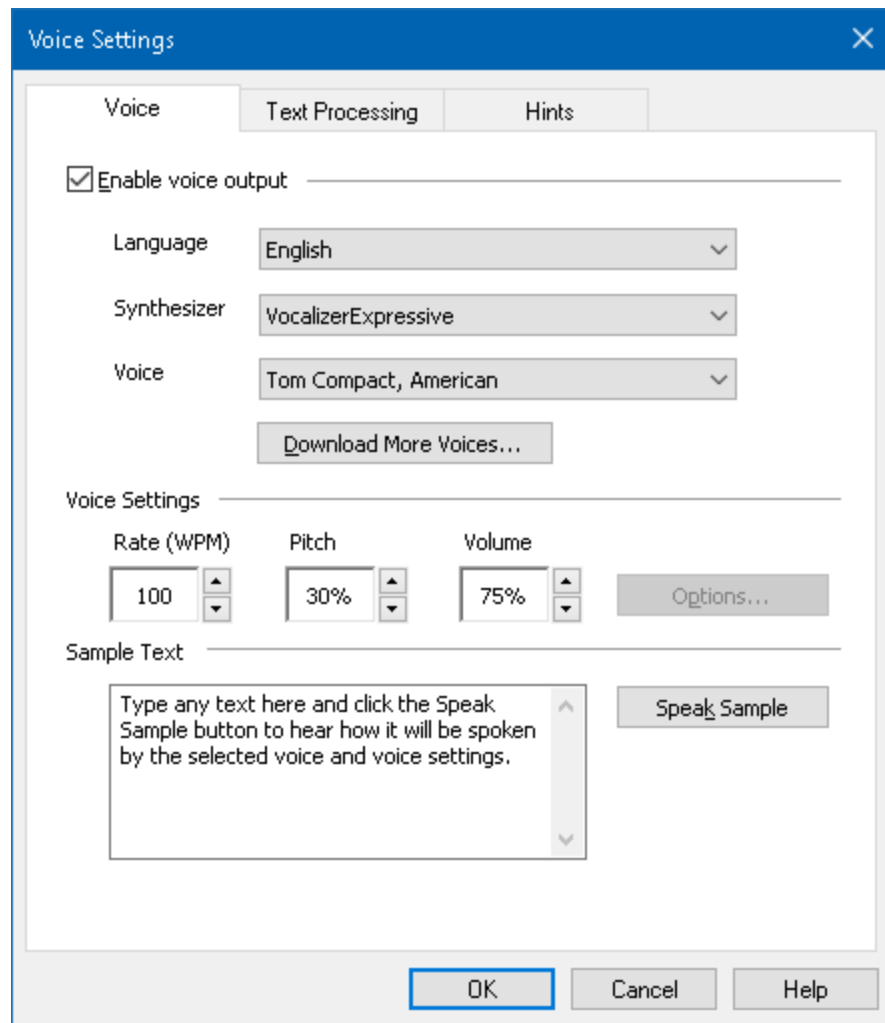 Voice Settings
Voice
Text Processing
Hints
Enable voice output
Language
English
Synthesizer
VocalizerExpressive
Voice
Tom Compact, American
Download More Voices...
Voice Settings
Rate (WPM)
Pitch
Volume
100
30%
75%
Options...
Sample Text
Type any text here and click the Speak
Sample button to hear how it will be spoken
by the selected voice and voice settings.
Speak Sample
OK
Cancel
Help